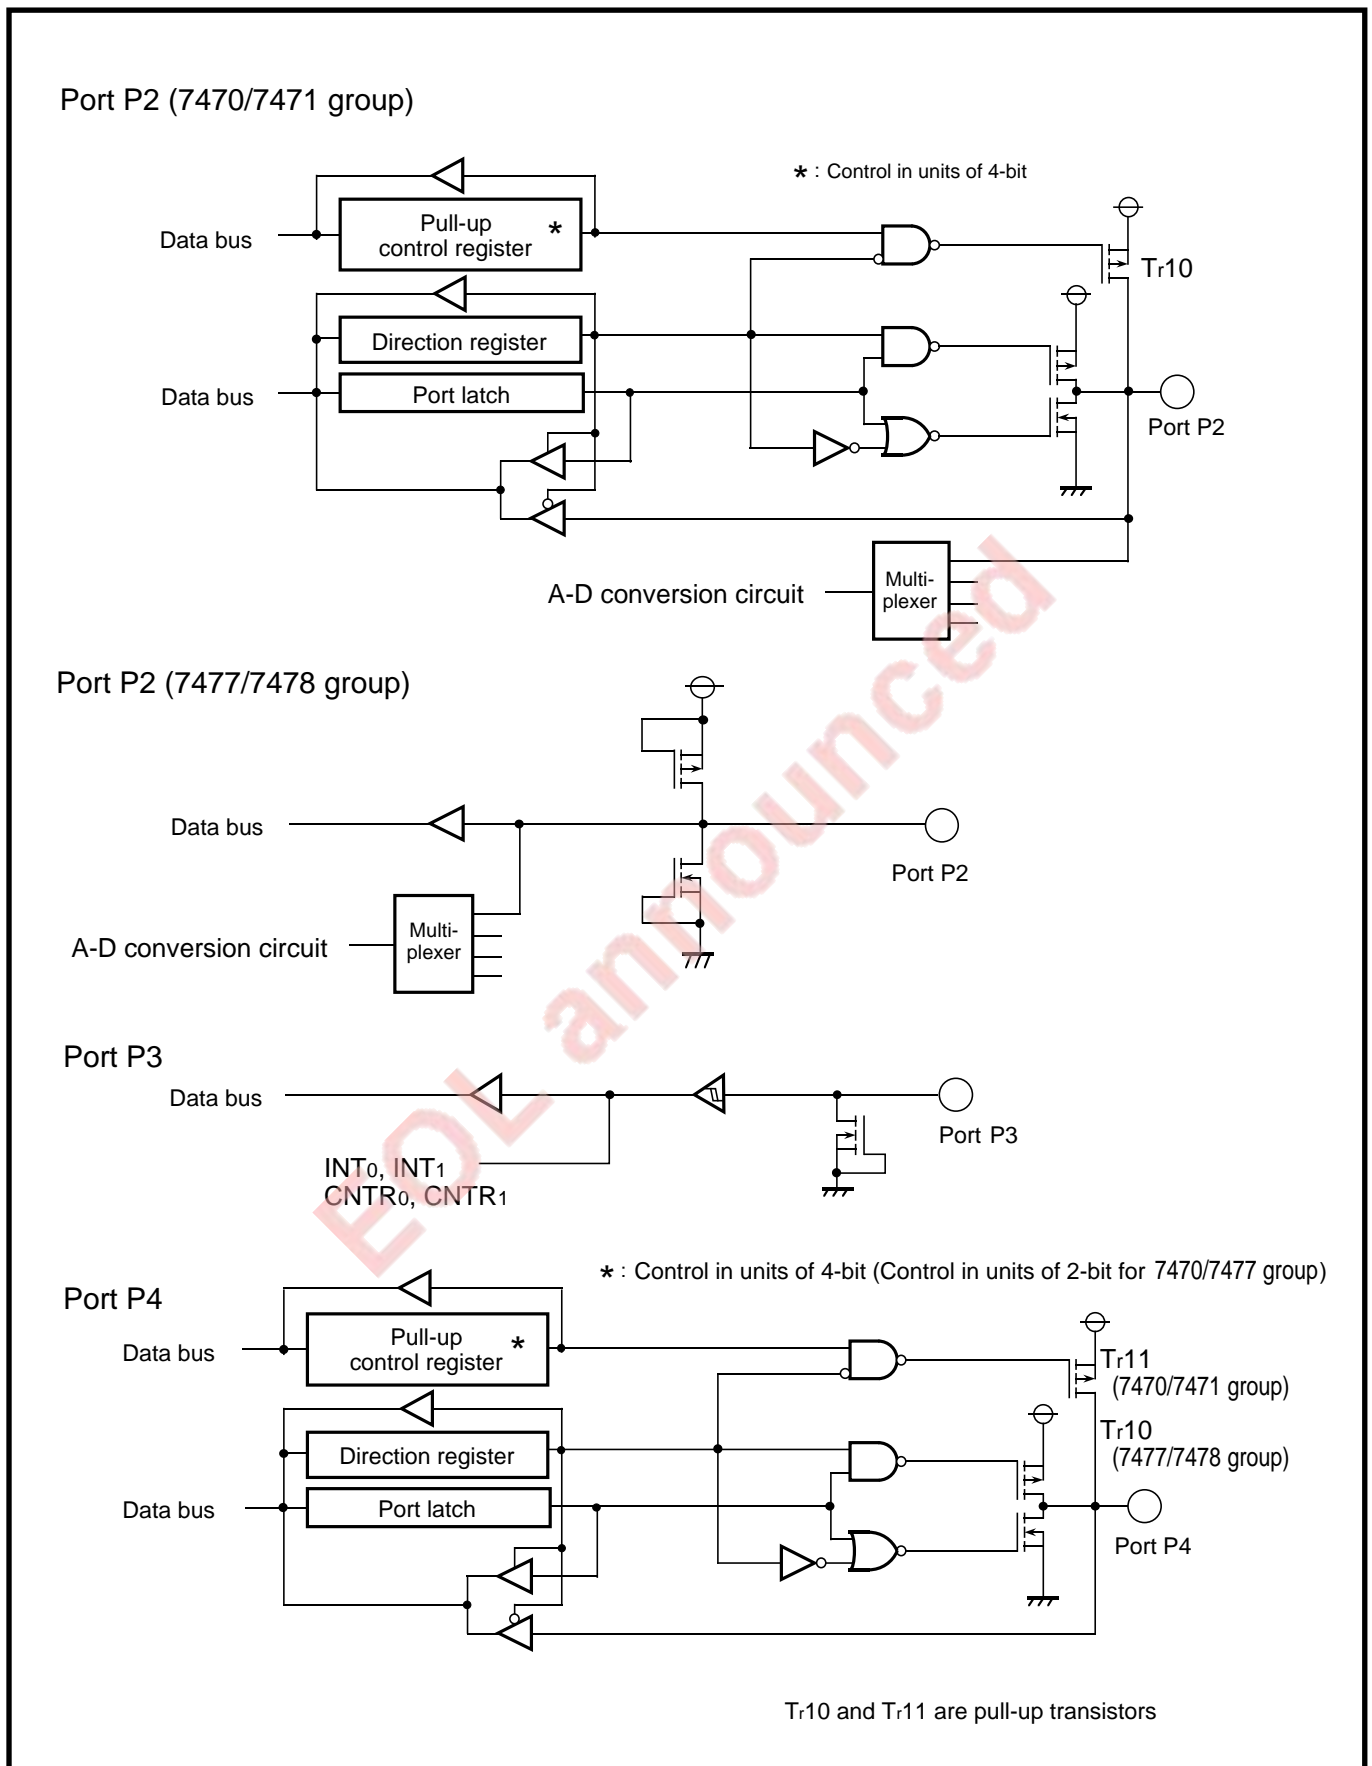 Port P2 (7470/7471 group)
* : Control in units of 4-bit
Pull-up
control register *
Data bus
Tr10
Direction register
Data bus
Port latch
Port P2
A-D conversion circuit
Multi-
plexer
Port P2 (7477/7478 group)
Data bus
Port P2
A-D conversion circuit
Multi-
plexer
Port P3
Data bus
Port P3
INT0, INT1
CNTR0, CNTR1
* : Control in units of 4-bit (Control in units of 2-bit for 7470/7477 group)
Port P4
Pull-up
control register *
Data bus
Tr11
(7470/7471 group)
Tr10
(7477/7478 group)
Direction register
Data bus
Port latch
Port P4
Tr10 and Tr11 are pull-up transistors
EOL announced